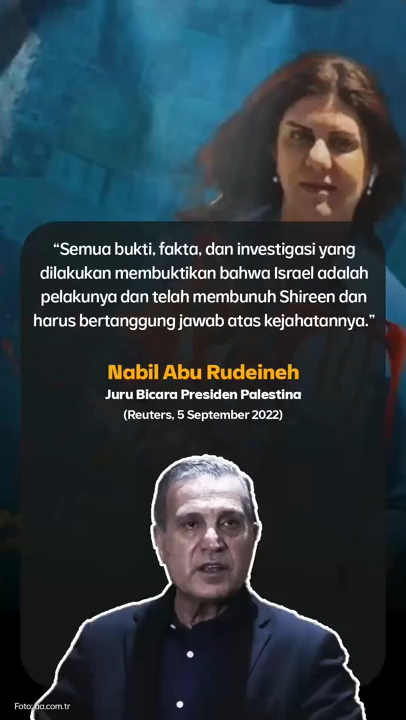 “Semua bukti, fakta, dan investigasi yang
dilakukan membuktikan bahwa Israel adalah
pelakunya dan telah membunuh Shireen dan
harus bertanggung jawab atas kejahatannya.”
Nabil Abu Rudeineh
Juru Bicara Presiden Palestina
(Reuters, 5 September 2022)
Foto: aa.com.tr